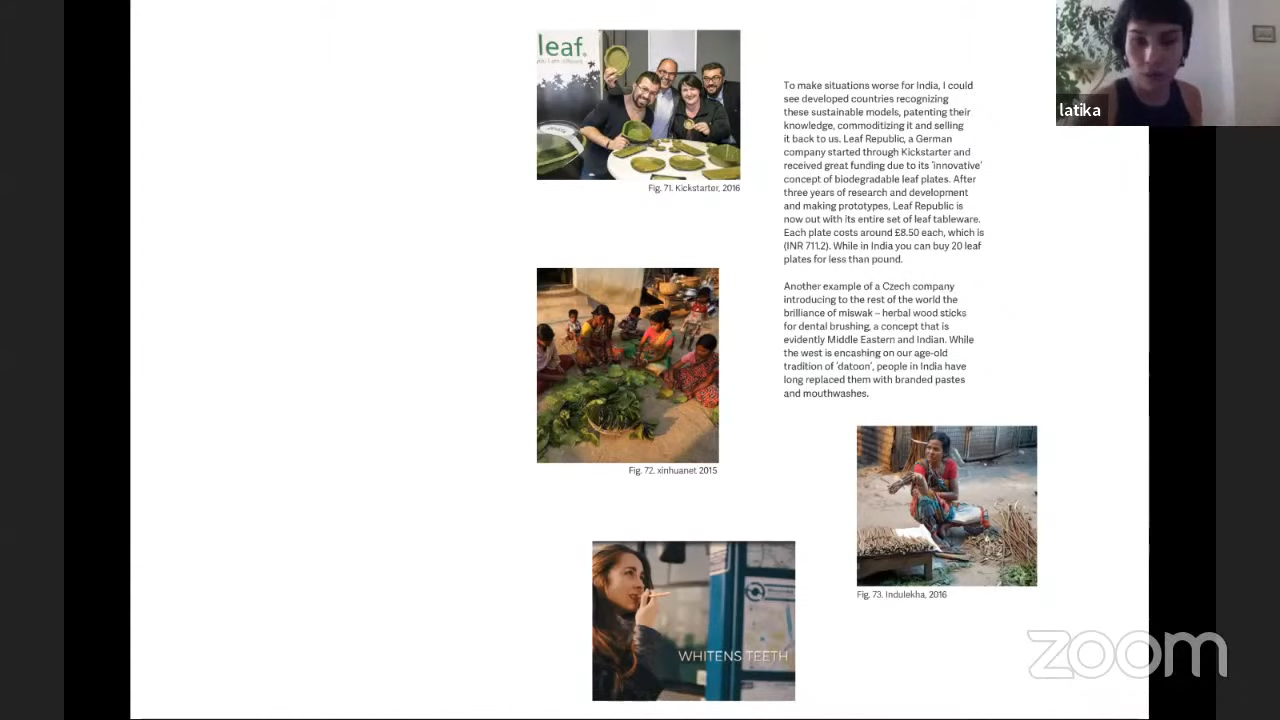 leaf.
Fig. 71. Kickstarter, 2016
To make situations worse for India, I could
see developed countries recognizing
these sustainable models, patenting their
knowledge, commoditizing it and selling
it back to us. Leaf Republic, a German
company started through Kickstarter and
received great funding due to its 'innovative'
concept of biodegradable leaf plates. After
three years of research and development
and making prototypes, Leaf Republic is
now out with its entire set of leaf tableware.
Each plate costs around £8.50 each, which is
(INR 711.2). While in India you can buy 20 leaf
plates for less than pound.
Another example of a Czech company
introducing to the rest of the world the
brilliance of miswak – herbal wood sticks
for dental brushing, a concept that is
evidently Middle Eastern and Indian. While
the west is encashing on our age-old
tradition of 'datoon', people in India have
long replaced them with branded pastes
and mouthwashes.
Fig. 72. xinhuanet 2015
Fig. 73. Indulekha, 2016
WHITENS TEETH
latika
zoom